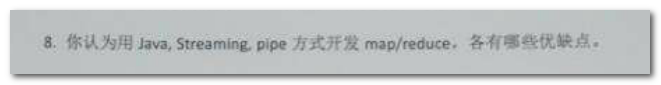 8. 你认为用 Java, Streaming, pipe 方式开发 map/reduce，各有哪些优缺点。